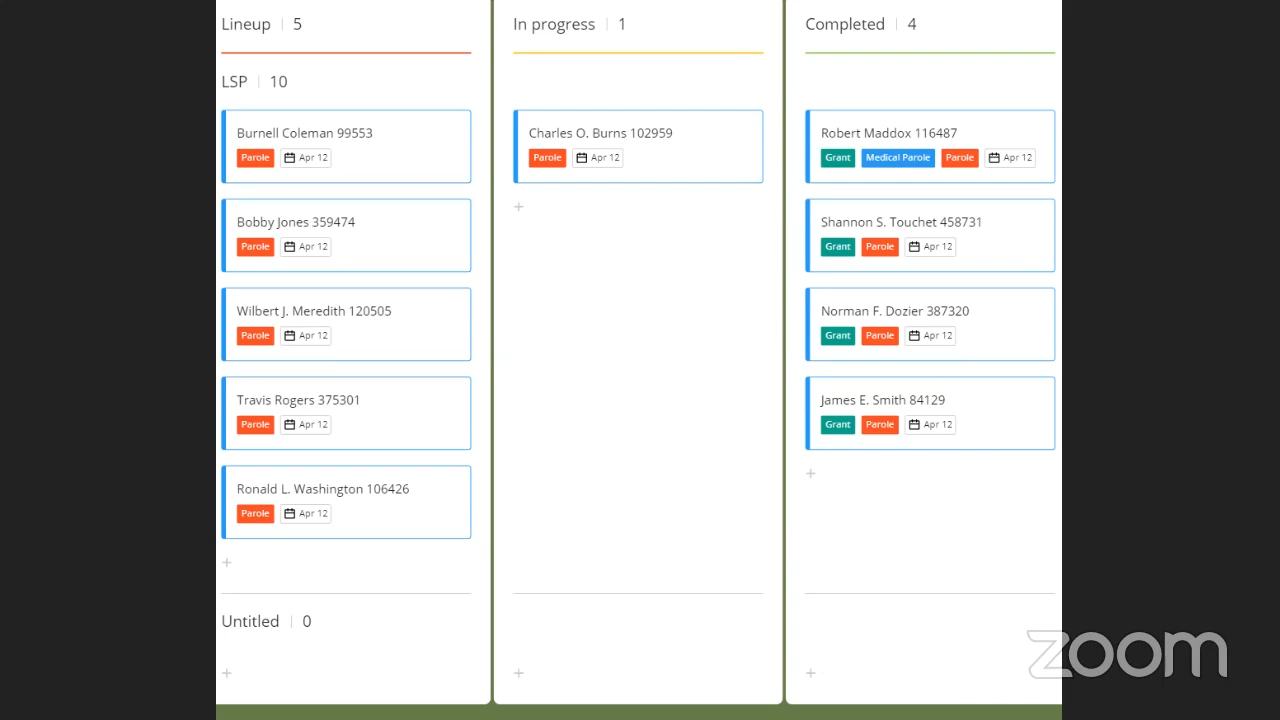 Lineup | 5
LSP | 10
Burnell Coleman 99553
Parole Apr 12
Bobby Jones 359474
Parole Apr 12
Wilbert J. Meredith 120505
Parole Apr 12
Travis Rogers 375301
Parole Apr 12
Ronald L. Washington 106426
Parole Apr 12
+
Untitled | 0
+
In progress | 1
Charles O. Burns 102959
Parole Apr 12
+
+
Completed | 4
Robert Maddox 116487
Grant Medical Parole Parole Apr 12
Shannon S. Touchet 458731
Grant Parole Apr 12
Norman F. Dozier 387320
Grant Parole Apr 12
James E. Smith 84129
Grant Parole Apr 12
+
+
zoom